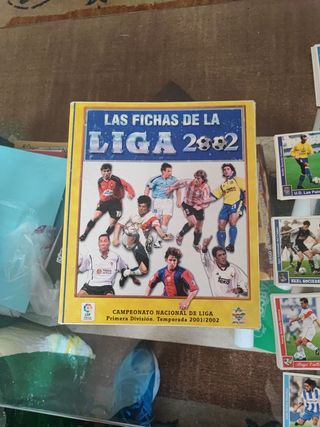 LAS FICHAS DE LA
LIGA 2002
CAMPEONATO NACIONAL DE LIGA
Primera División. Temporada 2001/2002